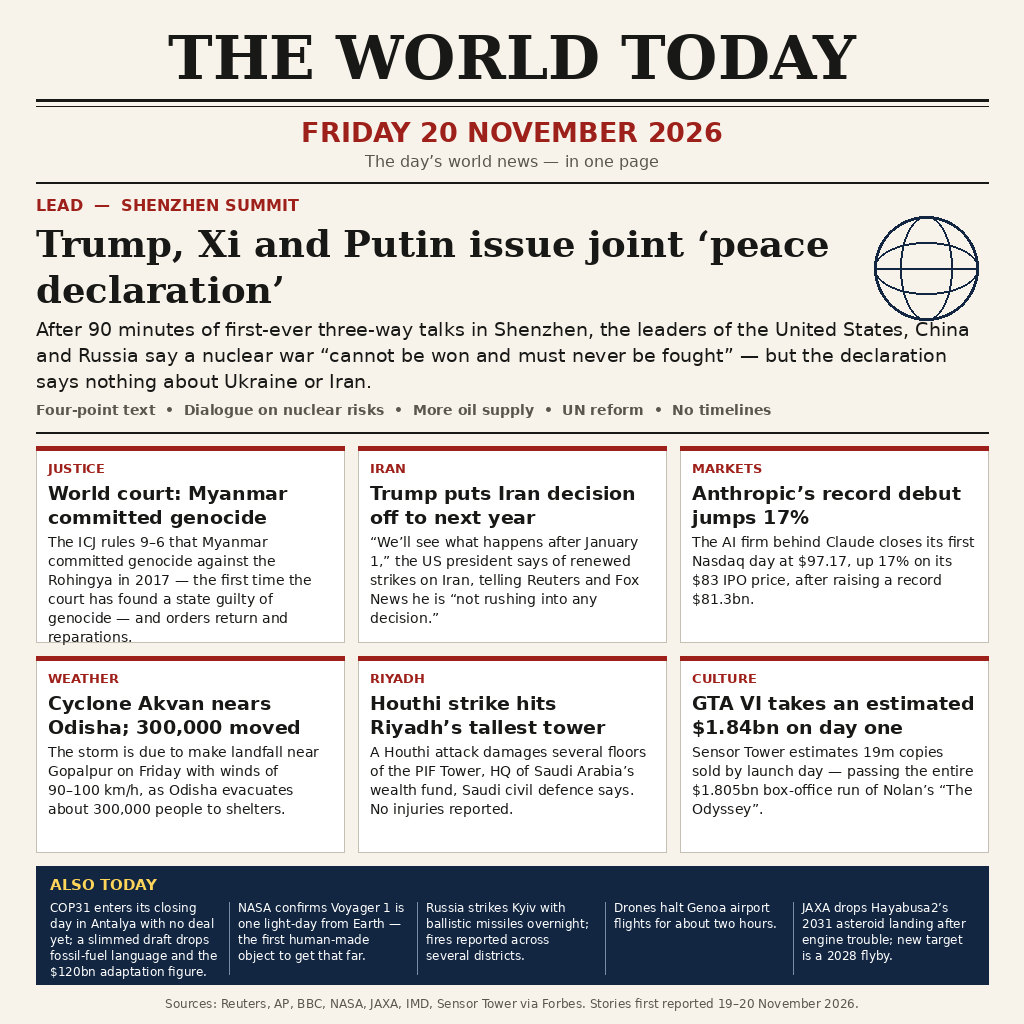 THE WORLD TODAY
FRIDAY 20 NOVEMBER 2026
The day’s world news — in one page
LEAD — SHENZHEN SUMMIT
Trump, Xi and Putin issue joint ‘peace
declaration’
After 90 minutes of first-ever three-way talks in Shenzhen, the leaders of the United States, China
and Russia say a nuclear war “cannot be won and must never be fought” — but the declaration
says nothing about Ukraine or Iran.
Four-point text • Dialogue on nuclear risks • More oil supply • UN reform • No timelines
JUSTICE
World court: Myanmar
committed genocide
The ICJ rules 9–6 that Myanmar
committed genocide against the
Rohingya in 2017 — the first time the
court has found a state guilty of
genocide — and orders return and
reparations.
IRAN
Trump puts Iran decision
off to next year
“We’ll see what happens after January
1,” the US president says of renewed
strikes on Iran, telling Reuters and Fox
News he is “not rushing into any
decision.”
MARKETS
Anthropic’s record debut
jumps 17%
The AI firm behind Claude closes its first
Nasdaq day at $97.17, up 17% on its
$83 IPO price, after raising a record
$81.3bn.
WEATHER
Cyclone Akvan nears
Odisha; 300,000 moved
The storm is due to make landfall near
Gopalpur on Friday with winds of
90–100 km/h, as Odisha evacuates
about 300,000 people to shelters.
RIYADH
Houthi strike hits
Riyadh’s tallest tower
A Houthi attack damages several floors
of the PIF Tower, HQ of Saudi Arabia’s
wealth fund, Saudi civil defence says.
No injuries reported.
CULTURE
GTA VI takes an estimated
$1.84bn on day one
Sensor Tower estimates 19m copies
sold by launch day — passing the entire
$1.805bn box-office run of Nolan’s “The
Odyssey”.
ALSO TODAY
COP31 enters its closing
day in Antalya with no deal
yet; a slimmed draft drops
fossil-fuel language and the
$120bn adaptation figure.
NASA confirms Voyager 1 is
one light-day from Earth —
the first human-made
object to get that far.
Russia strikes Kyiv with
ballistic missiles overnight;
fires reported across
several districts.
Drones halt Genoa airport
flights for about two hours.
JAXA drops Hayabusa2’s
2031 asteroid landing after
engine trouble; new target
is a 2028 flyby.
Sources: Reuters, AP, BBC, NASA, JAXA, IMD, Sensor Tower via Forbes. Stories first reported 19–20 November 2026.